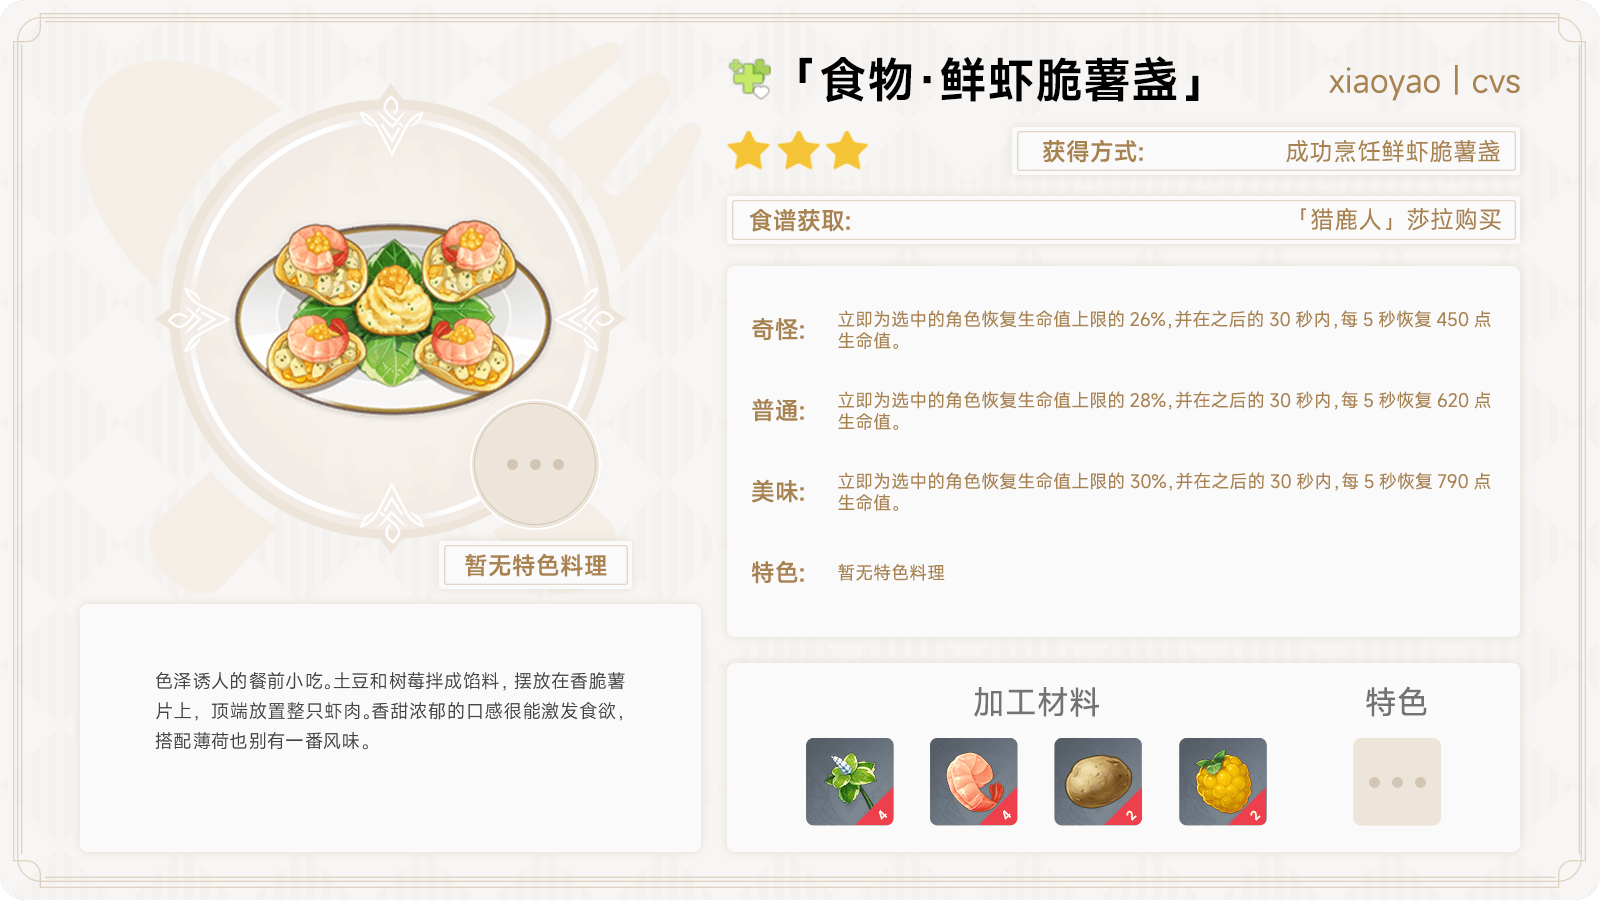 「食物·鲜虾脆薯盏」
xiaoyao | cvs
获得方式: 成功烹饪鲜虾脆薯盏
食谱获取: 「猎鹿人」莎拉购买
奇怪: 立即为选中的角色恢复生命值上限的 26%,并在之后的 30 秒内,每 5 秒恢复 450 点
生命值。
普通: 立即为选中的角色恢复生命值上限的 28%,并在之后的 30 秒内,每 5 秒恢复 620 点
生命值。
美味: 立即为选中的角色恢复生命值上限的 30%,并在之后的 30 秒内,每 5 秒恢复 790 点
生命值。
特色: 暂无特色料理
暂无特色料理
色泽诱人的餐前小吃。土豆和树莓拌成馅料，摆放在香脆薯
片上，顶端放置整只虾肉。香甜浓郁的口感很能激发食欲，
搭配薄荷也别有一番风味。
加工材料 特色
4 4 2 2